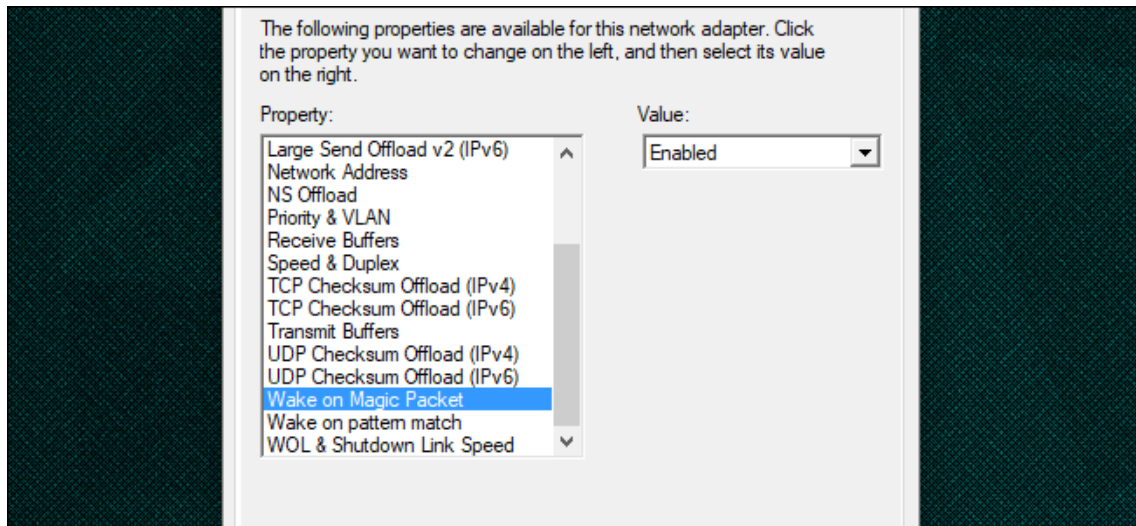 The following properties are available for this network adapter. Click
the property you want to change on the left, and then select its value
on the right.
Property:
Value:
Large Send Offload v2 (IPv6)
Enabled
Network Address
NS Offload
Priority & VLAN
Receive Buffers
Speed & Duplex
TCP Checksum Offload (IPv4)
TCP Checksum Offload (IPv6)
Transmit Buffers
UDP Checksum Offload (IPv4)
UDP Checksum Offload (IPv6)
Wake on Magic Packet
Wake on pattern match
WOL & Shutdown Link Speed